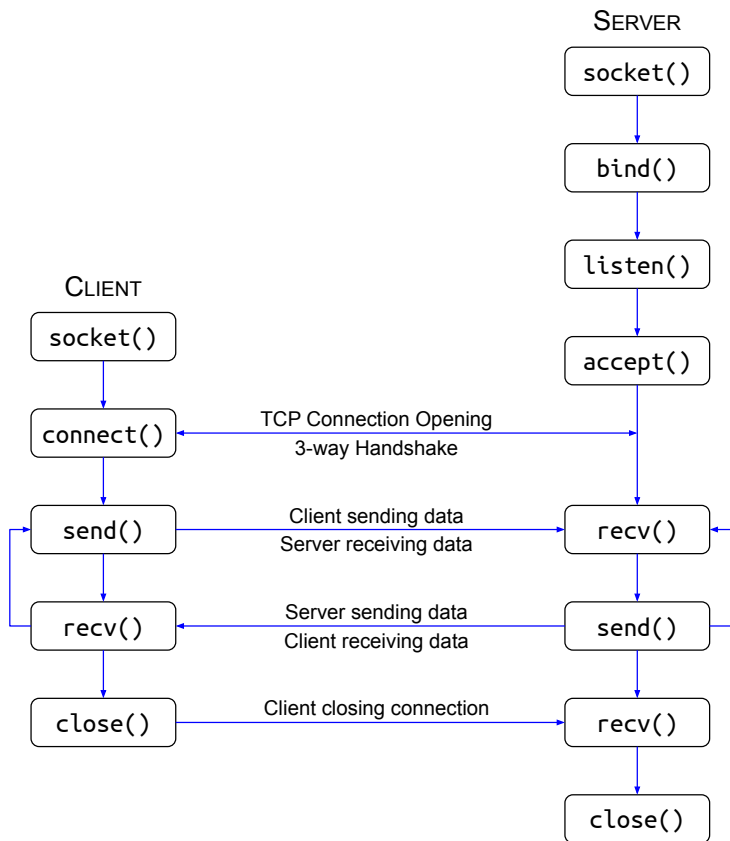 SERVER
socket()
bind()
listen()
CLIENT
socket()
accept()
TCP Connection Opening
connect()
3-way Handshake
Client sending data
send()
recv()
Server receiving data
Server sending data
recv()
send()
Client receiving data
Client closing connection
close()
recv()
close()